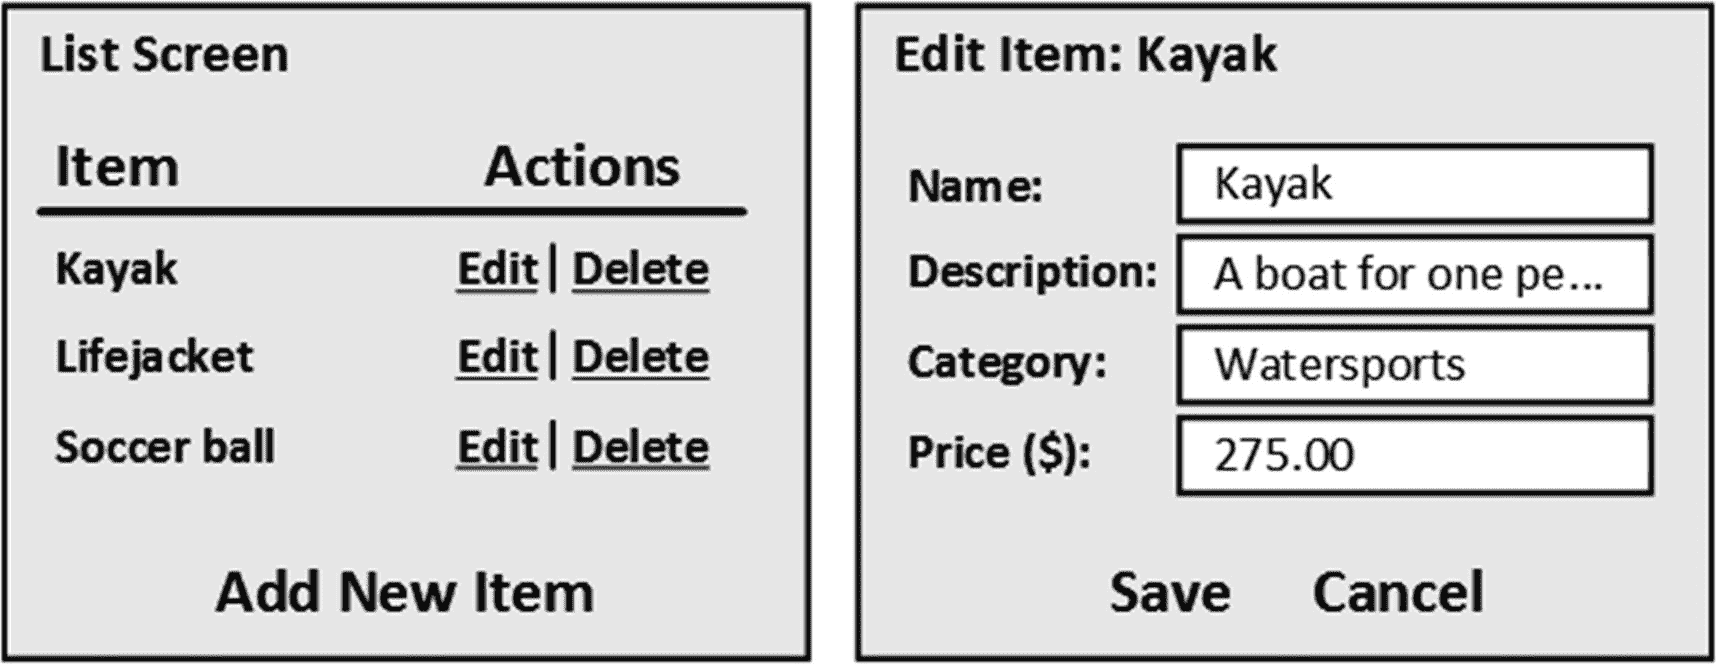 List Screen
Item Actions
Kayak Edit | Delete
Lifejacket Edit | Delete
Soccer ball Edit | Delete
Add New Item
Edit Item: Kayak
Name: Kayak
Description: A boat for one pe...
Category: Watersports
Price ($): 275.00
Save Cancel